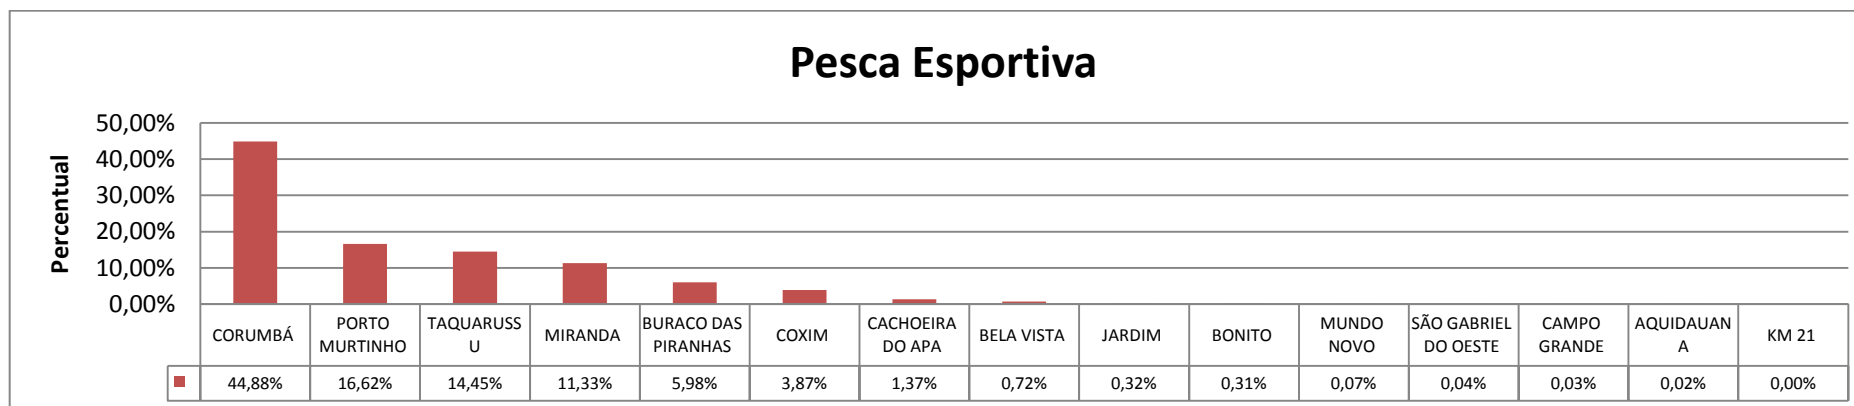 Pesca Esportiva
Percentual
50,00%
40,00%
30,00%
20,00%
10,00%
0,00%
CORUMBÁ
PORTO
MURTINHO
TAQUARUSS
U
MIRANDA
BURACO DAS
PIRANHAS
COXIM
CACHOEIRA
DO APA
BELA VISTA
JARDIM
BONITO
MUNDO
NOVO
SÃO GABRIEL
DO OESTE
CAMPO
GRANDE
AQUIDAUAN
A
KM 21
44,88% 16,62% 14,45% 11,33% 5,98% 3,87% 1,37% 0,72% 0,32% 0,31% 0,07% 0,04% 0,03% 0,02% 0,00%